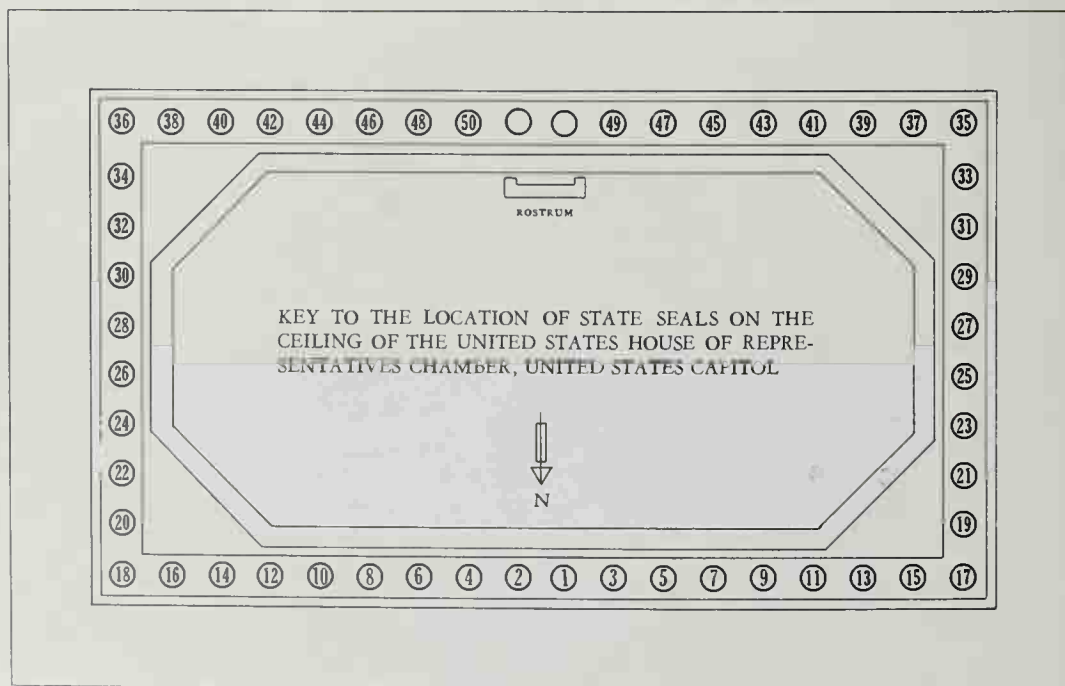 36 38 40 42 44 46 48 50 49 47 45 43 41 39 37 35
34 33
ROSTRUM
32 31
30 29
KEY TO THE LOCATION OF STATE SEALS ON THE
28 27
CEILING OF THE UNITED STATES HOUSE OF REPRE-
SENTATIVES CHAMBER, UNITED STATES CAPITOL
26 25
24 23
22 21
N
20 19
18 16 14 12 10 8 6 4 2 1 3 5 7 9 11 13 15 17